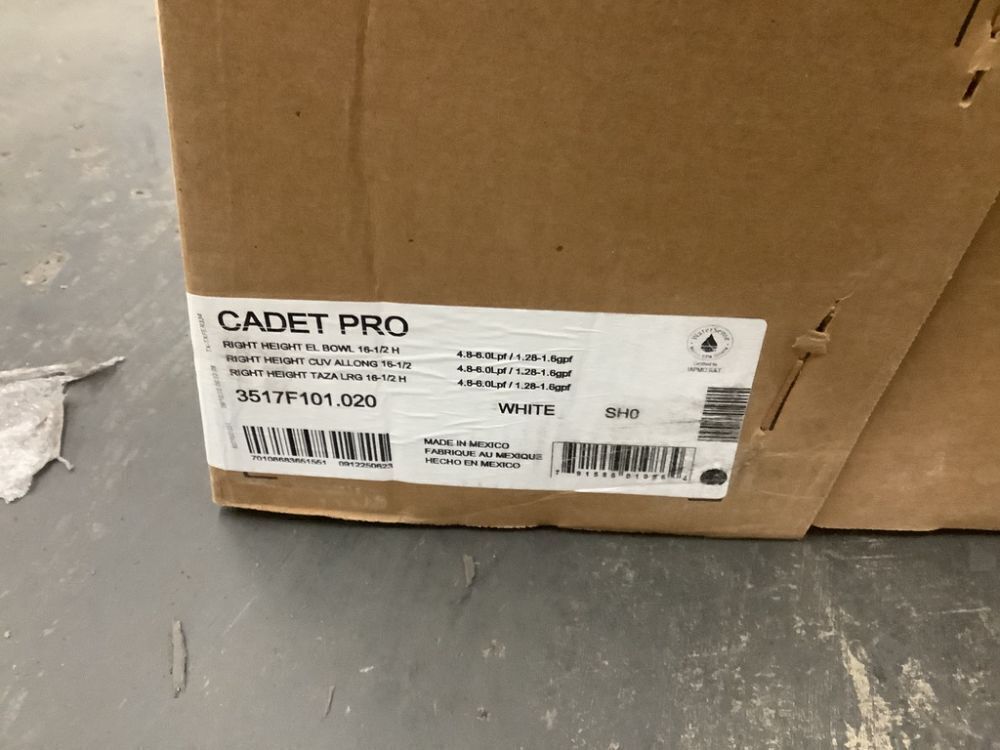 CADET PRO
RIGHT HEIGHT EL BOWL 16-1/2 H 4.8-6.0Lpf / 1.28-1.6gpf
RIGHT HEIGHT CUV ALLONG 16-1/2 4.8-6.0Lpf / 1.28-1.6gpf
RIGHT HEIGHT TAZA LRG 16-1/2 H 4.8-6.0Lpf / 1.28-1.6gpf
3517F101.020
WHITE SH0
MADE IN MEXICO
FABRIQUE AU MEXIQUE
HECHO EN MEXICO
WaterSense
EPA